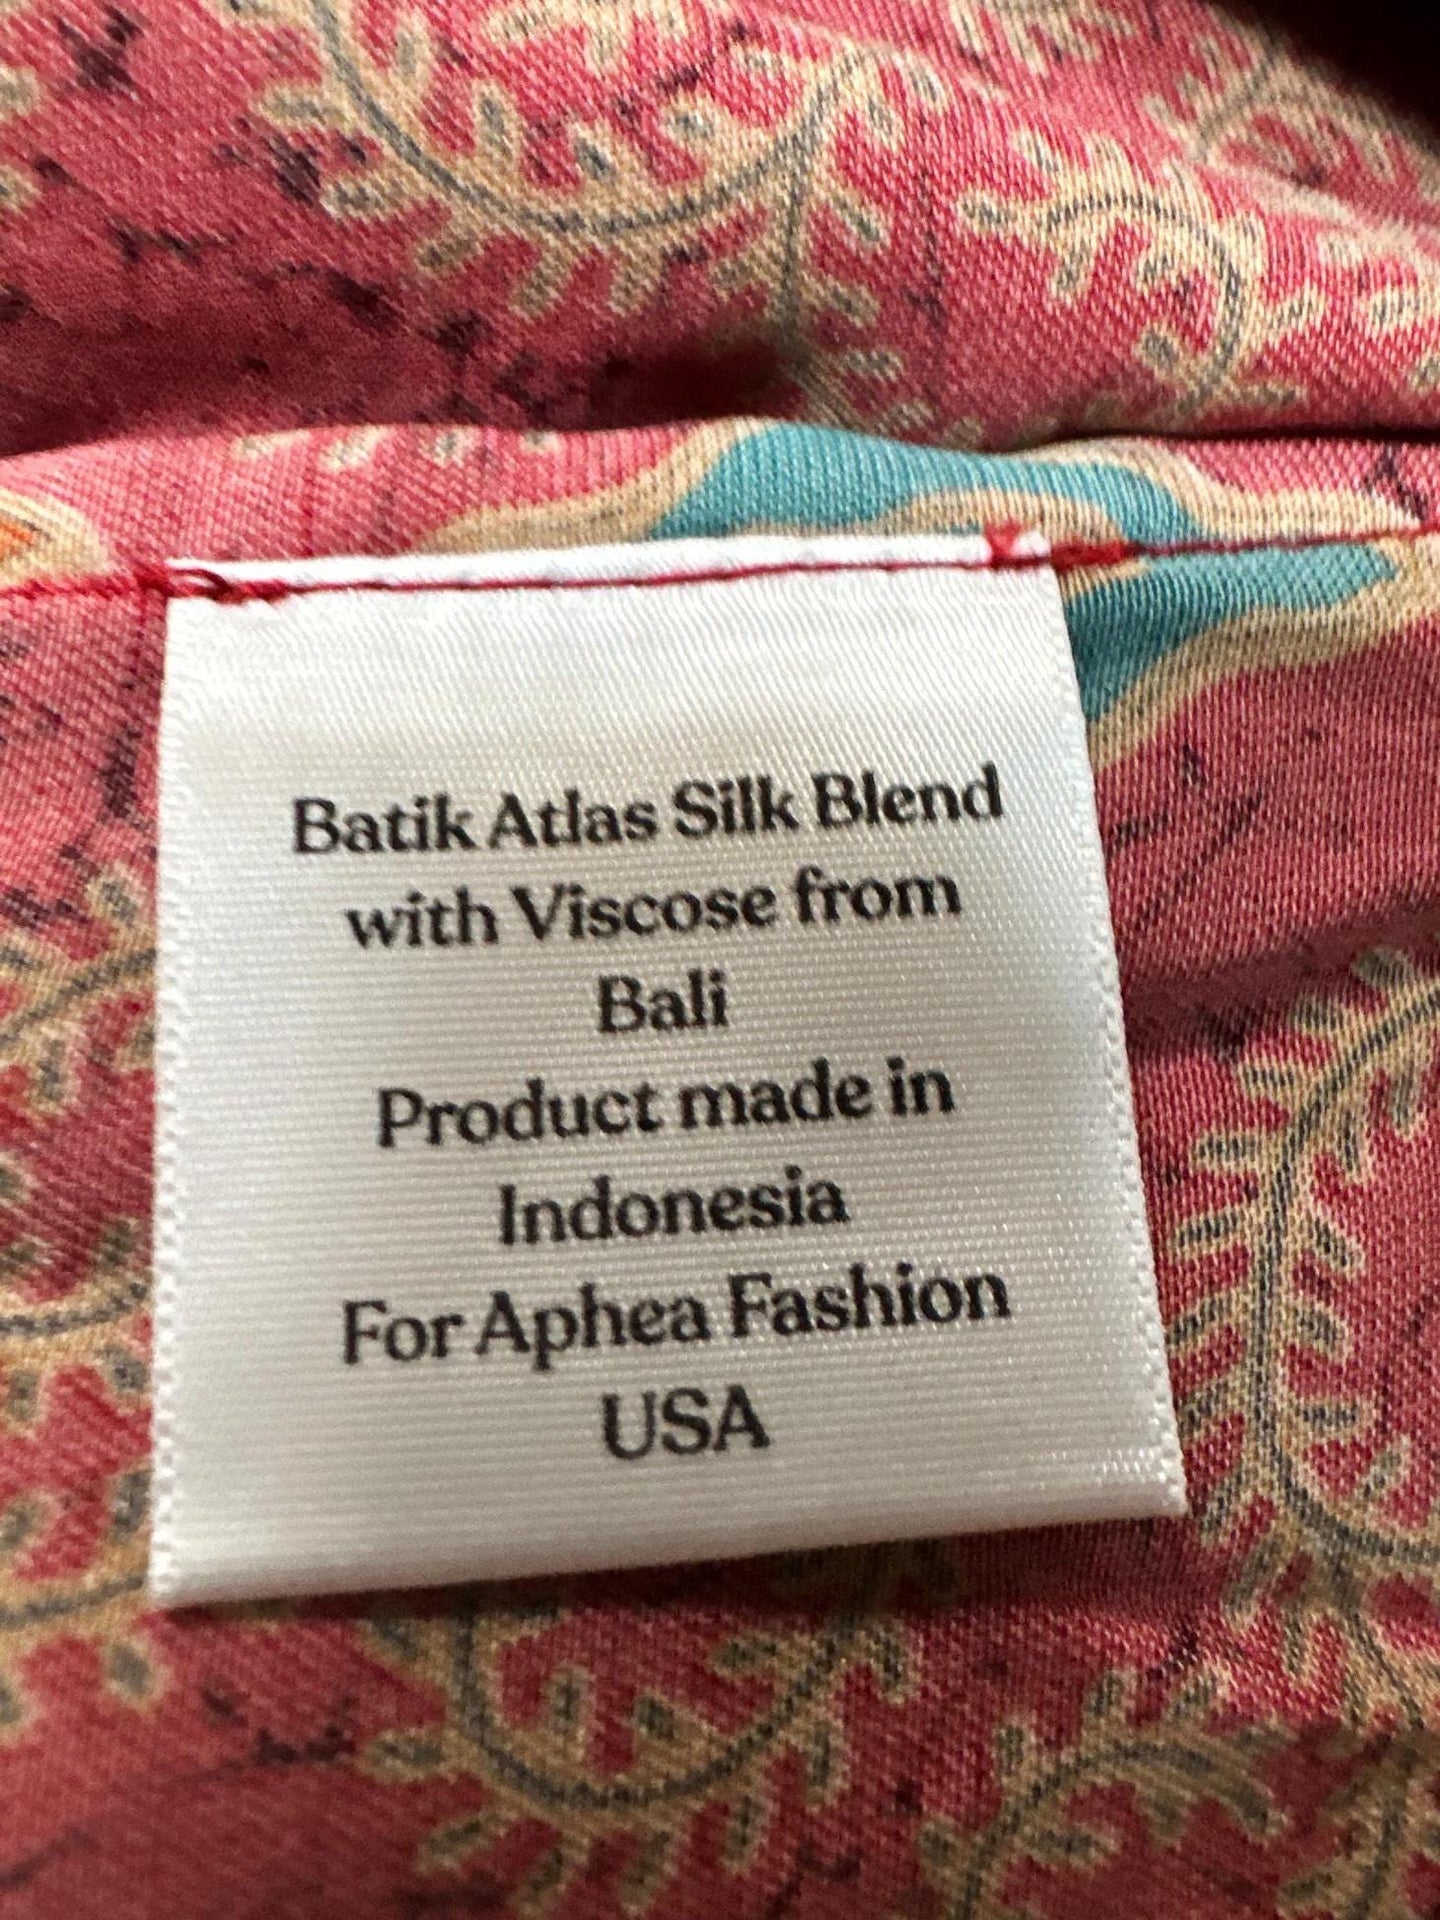 Batik Atlas Silk Blend
with Viscose from
Bali
Product made in
Indonesia
For Aphea Fashion
USA